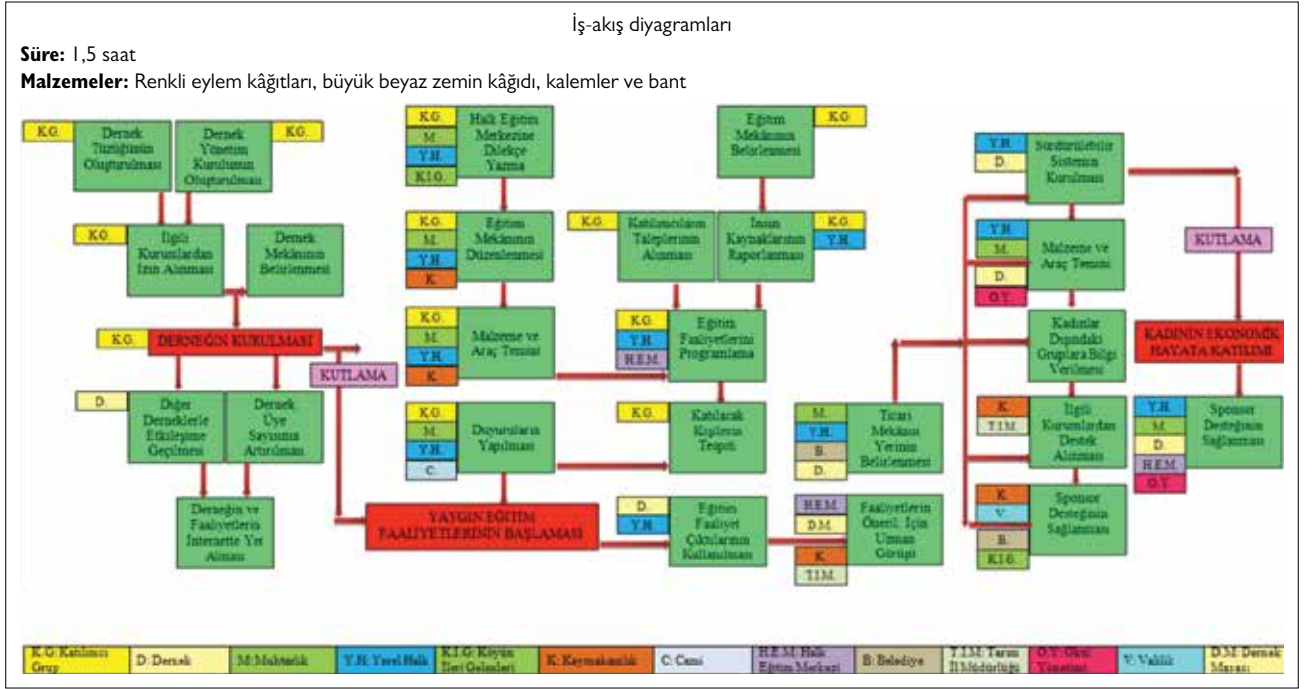 İş-akış diyagramları
Süre: 1,5 saat
Malzemeler: Renkli eylem kâğıtları, büyük beyaz zemin kâğıdı, kalemler ve bant
K.G.
Dernek
Tüzüğünün
Oluşturulması
Dernek
Yönetim
Kurulunun
Oluşturulması
K.G.
K.G.
İlgili
Kurumlardan
İzin Alınması
Dernek
Mekânının
Belirlenmesi
K.G.
DERNEĞİN KURULMASI
KUTLAMA
D.
Diğer
Derneklerle
Etkileşime
Geçilmesi
Dernek
Üye
Sayısının
Artırılması
Derneğin ve
Faaliyetlerin
İnternette Yer
Alması
K.G.
M.
Y.H.
K.İ.G.
Halk Eğitim
Merkezine
Dilekçe
Yazma
K.G.
M.
Y.H.
K.
Eğitim
Mekânının
Düzenlenmesi
K.G.
M.
Y.H.
K.
Malzeme ve
Araç Temini
K.G.
M.
Y.H.
C.
Duyuruların
Yapılması
YAYGIN EĞİTİM
FAALİYETLERİNİN BAŞLAMASI
Eğitim
Mekânının
Belirlenmesi
K.G.
K.G.
Katılımcıların
Taleplerinin
Alınması
İnsan
Kaynaklarının
Raporlanması
K.G.
Y.H.
K.G.
Y.H.
H.E.M.
Eğitim
Faaliyetlerini
Programlama
K.G.
Katılacak
Kişilerin
Tespiti
D.
Y.H.
Eğitim
Faaliyet
Çıktılarının
Kullanılması
M.
Y.H.
B.
D.
Ticari
Mekân
Yerinin
Belirlenmesi
H.E.M.
D.M.
K.
T.İ.M.
Faaliyetlerin
Öneril. İçin
Uzman
Görüşü
Y.H.
D.
Sürdürülebilir
Sistemin
Kurulması
Y.H.
M.
D.
O.Y.
Malzeme ve
Araç Temini
Kadınlar
Dışındaki
Gruplara Bilgi
Verilmesi
K.
T.İ.M.
İlgili
Kurumlardan
Destek
Alınması
K.
V.
B.
K.İ.G.
Sponsor
Desteğinin
Sağlanması
KUTLAMA
KADININ EKONOMİK
HAYATA KATILIMI
Y.H.
M.
D.
H.E.M.
O.Y.
Sponsor
Desteğinin
Sağlanması
K.G: Katılımcı
Grup
D: Dernek
M: Muhtarlık
Y.H: Yerel Halk
K.İ.G: Köyün
İleri Gelenleri
K: Kaymakamlık
C: Cami
H.E.M: Halk
Eğitim Merkezi
B: Belediye
T.İ.M: Tarım
İl Müdürlüğü
O.Y: Okul
Yönetimi
V: Valilik
D.M: Dernek
Masası